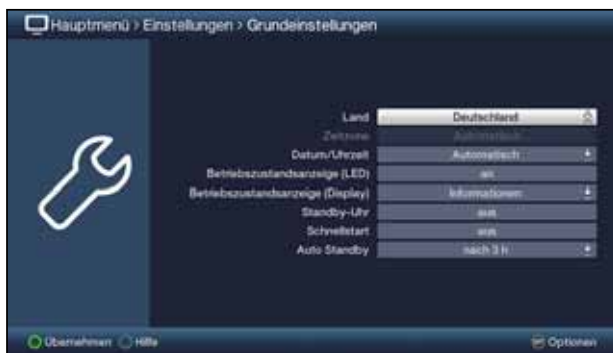 Hauptmenü > Einstellungen > Grundeinstellungen
Land Deutschland
Zeitzone Automatisch
Datum/Uhrzeit Automatisch
Betriebszustandsanzeige (LED) an
Betriebszustandsanzeige (Display) Informationen
Standby-Uhr aus
Schnellstart aus
Auto Standby nach 3 h
Übernehmen Hilfe Optionen